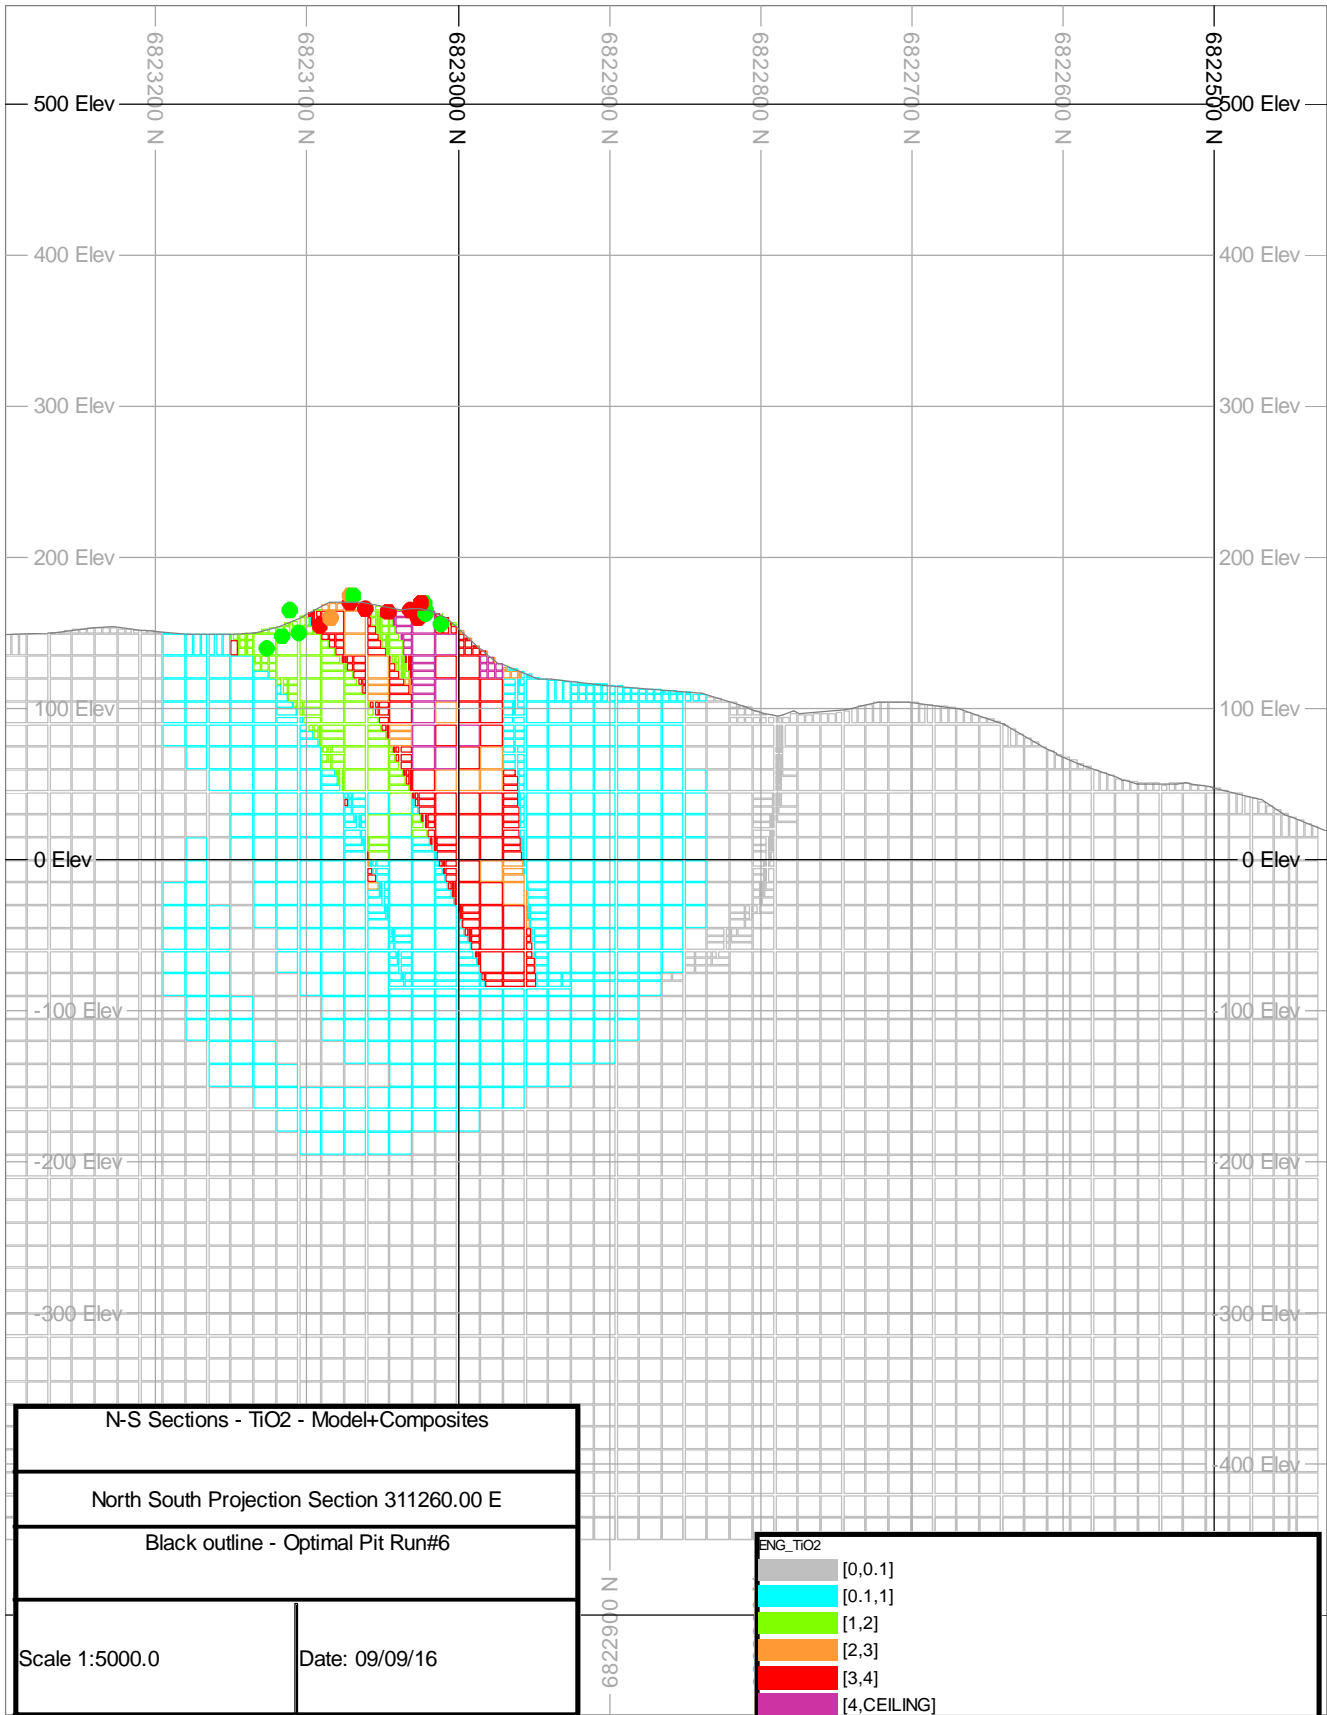 6823200 N
6823100 N
6823000 N
6822900 N
6822800 N
6822700 N
6822600 N
6822500 N
500 Elev
500 Elev
400 Elev
400 Elev
300 Elev
300 Elev
200 Elev
200 Elev
100 Elev
100 Elev
0 Elev
0 Elev
-100 Elev
-100 Elev
-200 Elev
-200 Elev
-300 Elev
-300 Elev
-400 Elev
6822900 N
N-S Sections - TiO2 - Model+Composites
North South Projection Section 311260.00 E
Black outline - Optimal Pit Run#6
Scale 1:5000.0
Date: 09/09/16
ENG_TiO2
[0,0.1]
[0.1,1]
[1,2]
[2,3]
[3,4]
[4,CEILING]